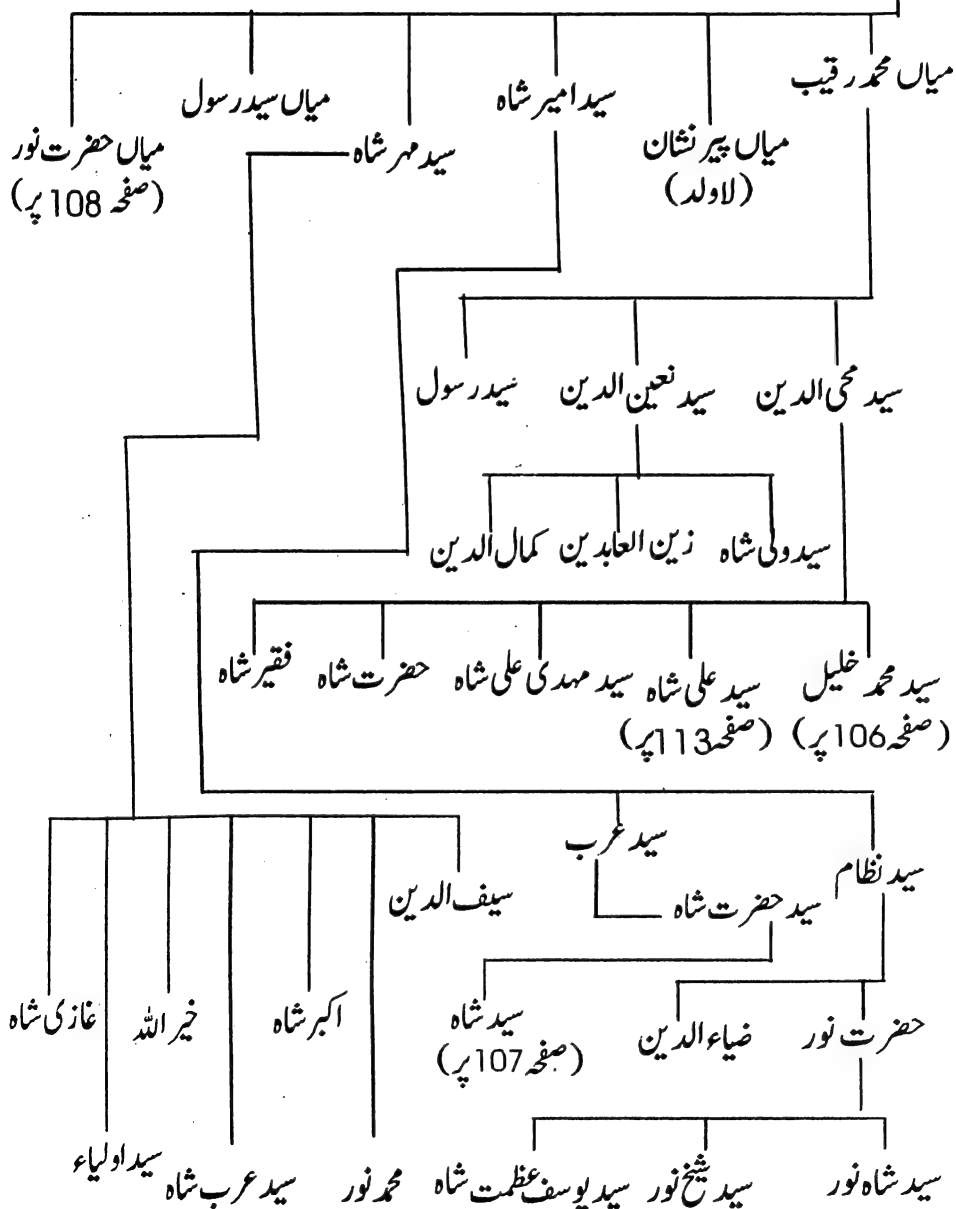 میاں محمد رقیب
سید امیر شاہ
میاں سید رسول
میاں پیر نشان
(لاولد)
سید مہر شاہ
میاں حضرت نور
(صفحہ 108 پر)
سید محی الدین
سید نعین الدین
سید رسول
سید ولی شاہ
زین العابدین
کمال الدین
سید محمد خلیل
(صفحہ 106 پر)
سید علی شاہ
(صفحہ 113 پر)
سید مہدی علی شاہ
حضرت شاہ
فقیر شاہ
سید نظام
سید عرب
سید حضرت شاہ
سیف الدین
حضرت نور
ضیاء الدین
سید شاہ
(صفحہ 107 پر)
اکبر شاہ
خیر اللہ
غازی شاہ
سید شاہ نور
سید شیخ نور
سید یوسف عظمت شاہ
محمد نور
سید عرب شاہ
سید اولیاء